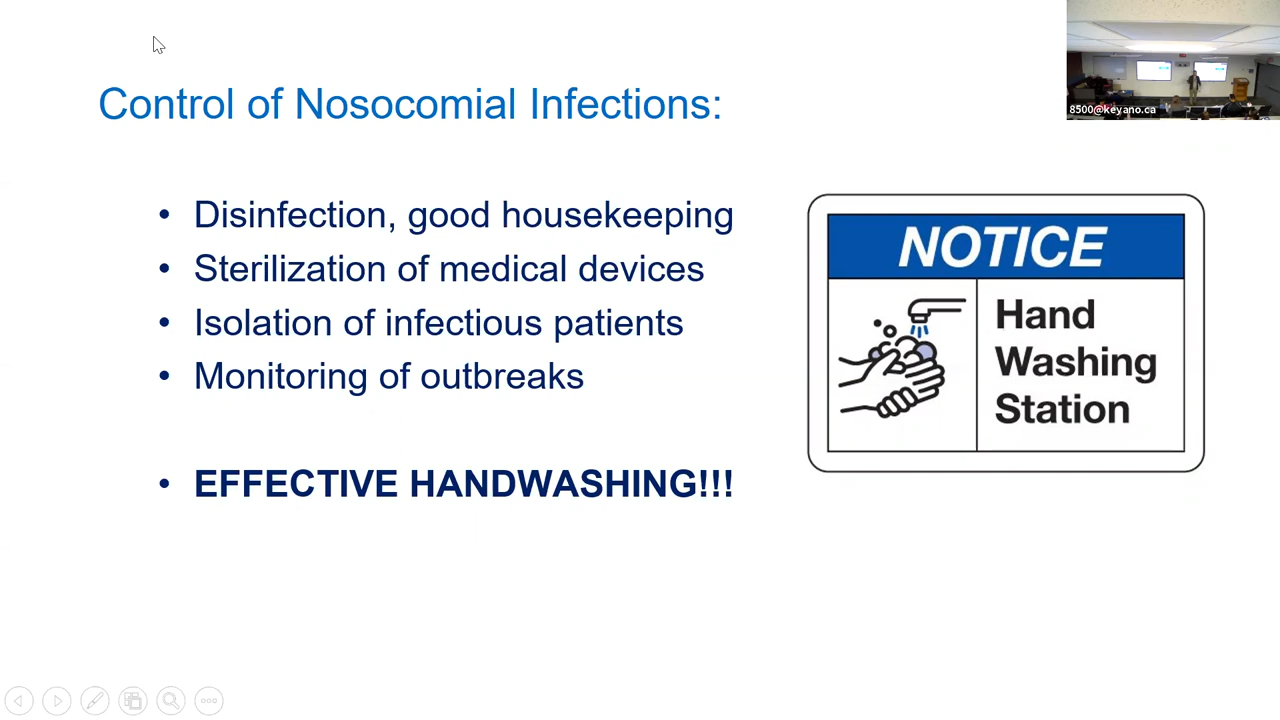 8500@keyano.ca
Control of Nosocomial Infections:
• Disinfection, good housekeeping
• Sterilization of medical devices
• Isolation of infectious patients
• Monitoring of outbreaks
• EFFECTIVE HANDWASHING!!!
NOTICE
Hand
Washing
Station